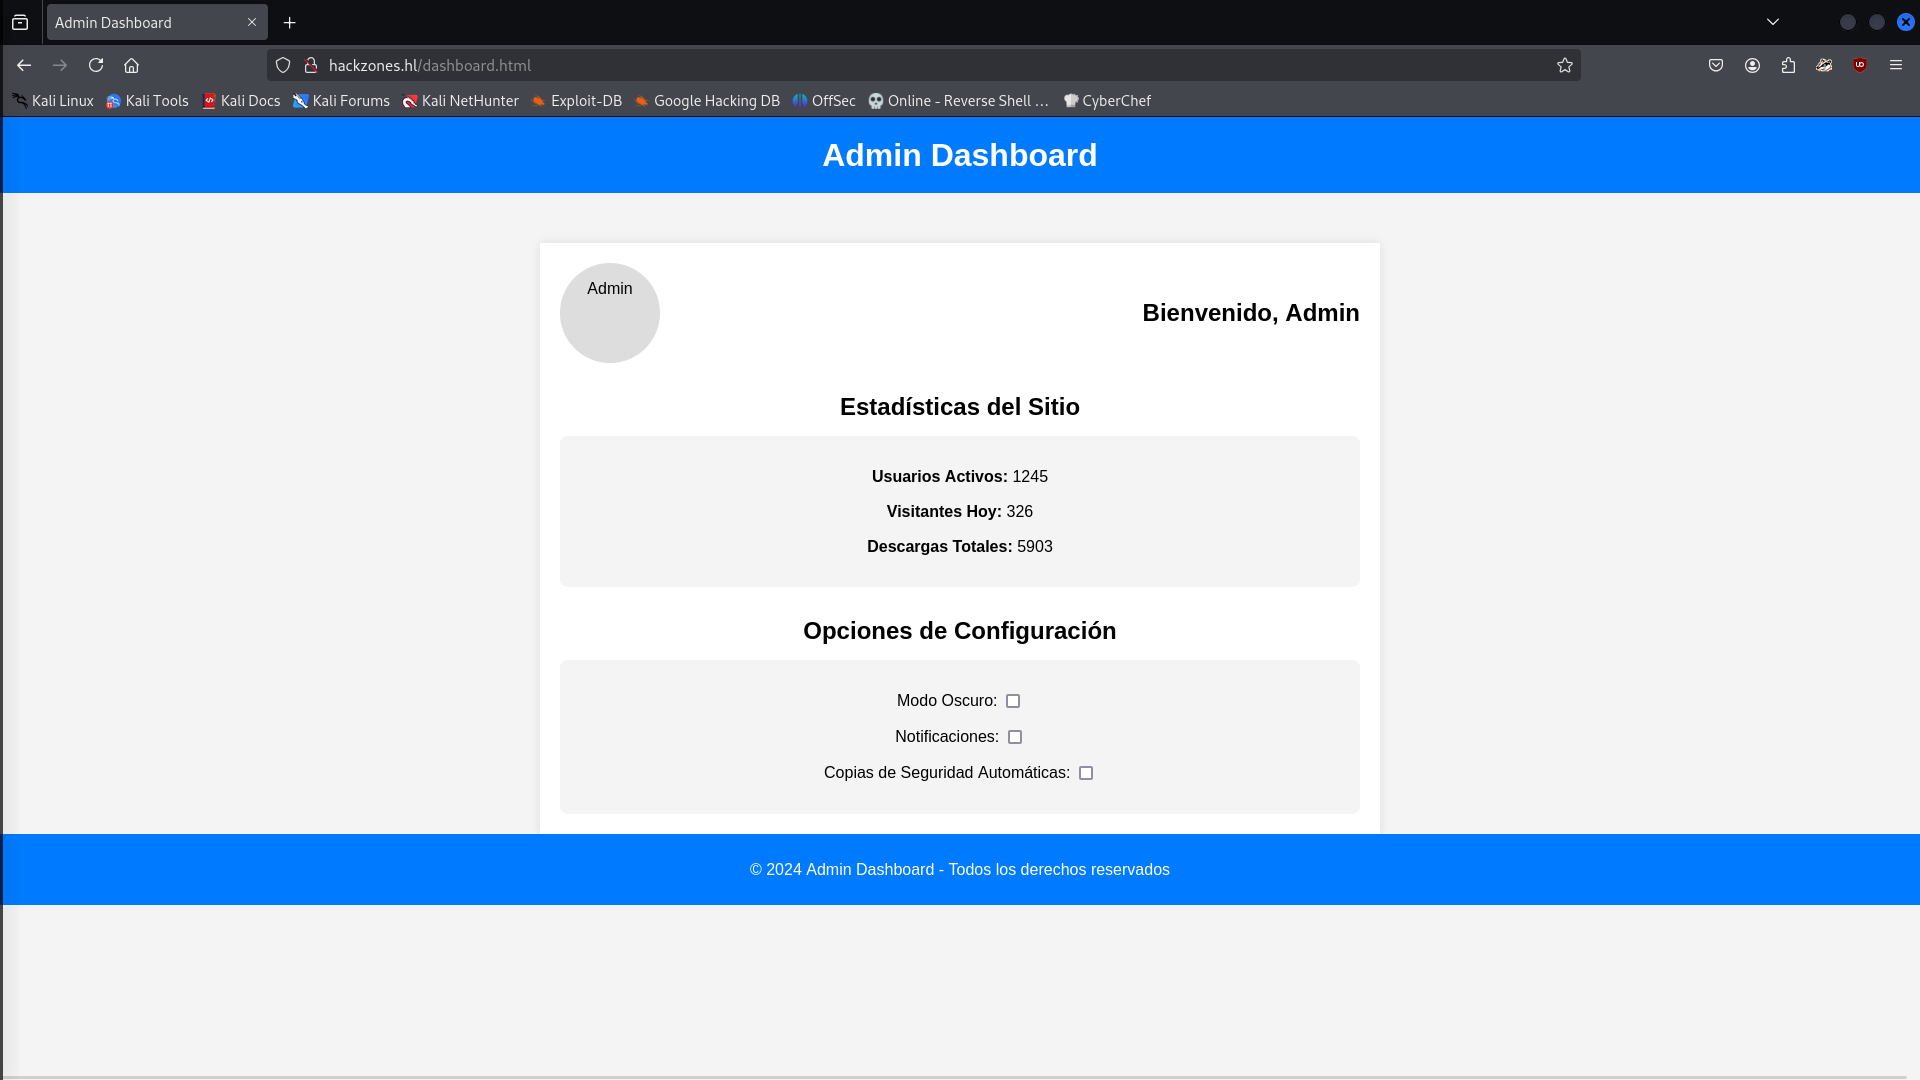 Admin Dashboard
hackzones.hl/dashboard.html
Kali Linux Kali Tools Kali Docs Kali Forums Kali NetHunter Exploit-DB Google Hacking DB OffSec Online - Reverse Shell ... CyberChef
Admin Dashboard
Admin
Bienvenido, Admin
Estadísticas del Sitio
Usuarios Activos: 1245
Visitantes Hoy: 326
Descargas Totales: 5903
Opciones de Configuración
Modo Oscuro:
Notificaciones:
Copias de Seguridad Automáticas:
© 2024 Admin Dashboard - Todos los derechos reservados